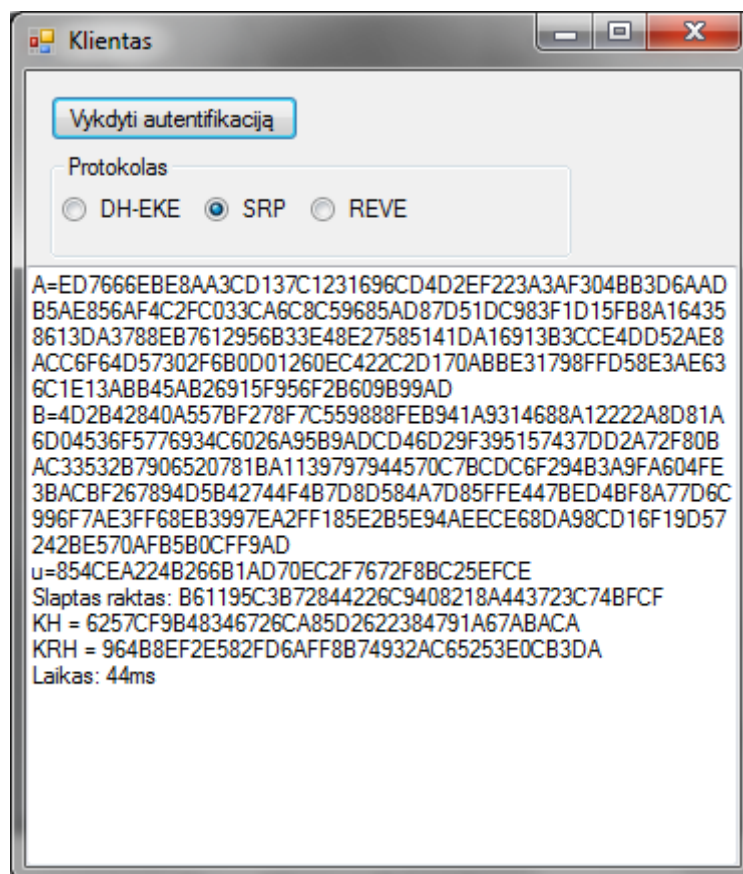 Klientas
Vykdyti autentifikaciją
Protokolas
DH-EKE SRP REVE
A=ED7666EBE8AA3CD137C1231696CD4D2EF223A3AF304BB3D6AAD
B5AE856AF4C2FC033CA6C8C59685AD87D51DC983F1D15FB8A16435
8613DA3788EB7612956B33E48E27585141DA16913B3CCE4DD52AE8
ACC6F64D57302F6B0D01260EC422C2D170ABBE31798FFD58E3AE63
6C1E13ABB45AB26915F956F2B609B99AD
B=4D2B42840A557BF278F7C559888FEB941A9314688A12222A8D81A
6D04536F5776934C6026A95B9ADCD46D29F395157437DD2A72F80B
AC33532B7906520781BA1139797944570C7BCDC6F294B3A9FA604FE
3BACBF267894D5B42744F4B7D8D584A7D85FFE447BED4BF8A77D6C
996F7AE3FF68EB3997EA2FF185E2B5E94AEECE68DA98CD16F19D57
242BE570AFB5B0CFF9AD
u=854CEA224B266B1AD70EC2F7672F8BC25EFCE
Slaptas raktas: B61195C3B72844226C9408218A443723C74BFCF
KH = 6257CF9B48346726CA85D2622384791A67ABACA
KRH = 964B8EF2E582FD6AFF8B74932AC65253E0CB3DA
Laikas: 44ms